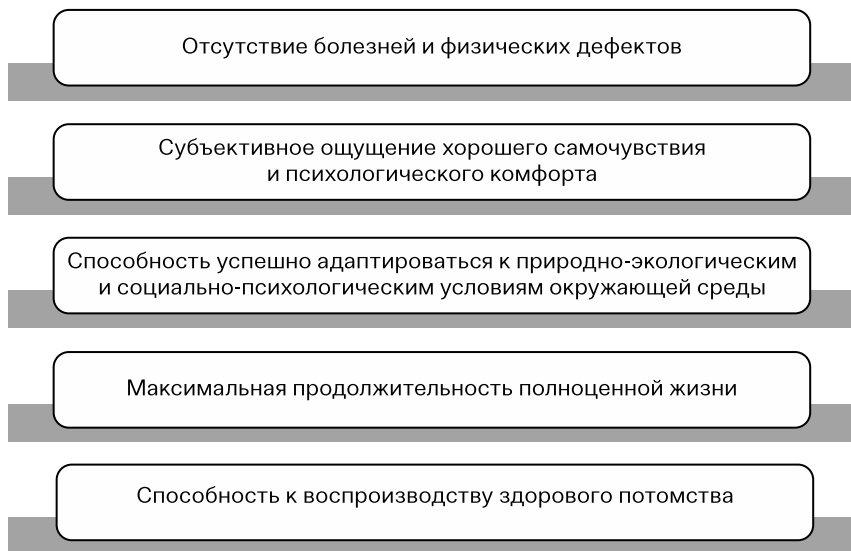 Отсутствие болезней и физических дефектов
Субъективное ощущение хорошего самочувствия
и психологического комфорта
Способность успешно адаптироваться к природно-экологическим
и социально-психологическим условиям окружающей среды
Максимальная продолжительность полноценной жизни
Способность к воспроизводству здорового потомства